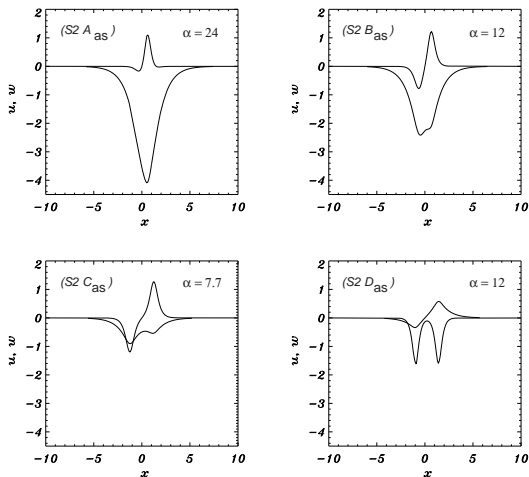 (S2 A as) α = 24
(S2 B as) α = 12
2
1
0
−1
−2
−3
−4
u, w
−10 −5 0 5 10
x
2
1
0
−1
−2
−3
−4
u, w
−10 −5 0 5 10
x
(S2 C as) α = 7.7
(S2 D as) α = 12
2
1
0
−1
−2
−3
−4
u, w
−10 −5 0 5 10
x
2
1
0
−1
−2
−3
−4
u, w
−10 −5 0 5 10
x